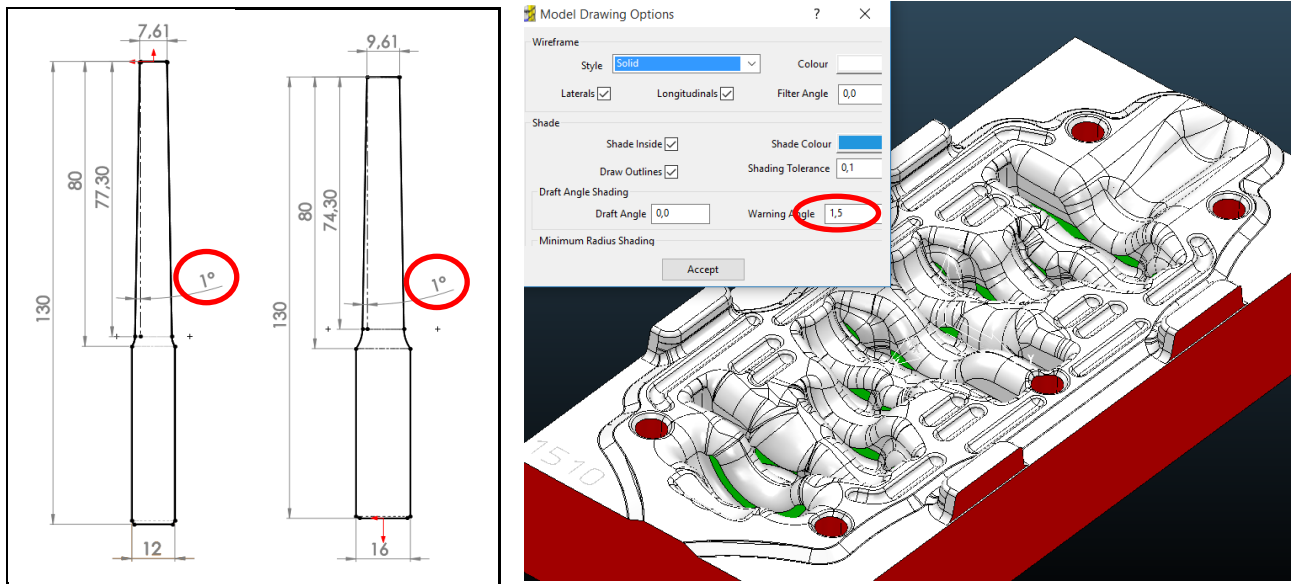 7,61
80
77,30
1°
130
12
9,61
80
74,30
1°
130
16
Model Drawing Options ? ×
Wireframe
Style Solid Colour
Laterals Longitudinals Filter Angle 0,0
Shade
Shade Inside Shade Colour
Draw Outlines Shading Tolerance 0,1
Draft Angle Shading
Draft Angle 0,0 Warning Angle 1,5
Minimum Radius Shading
Accept
Y
1510